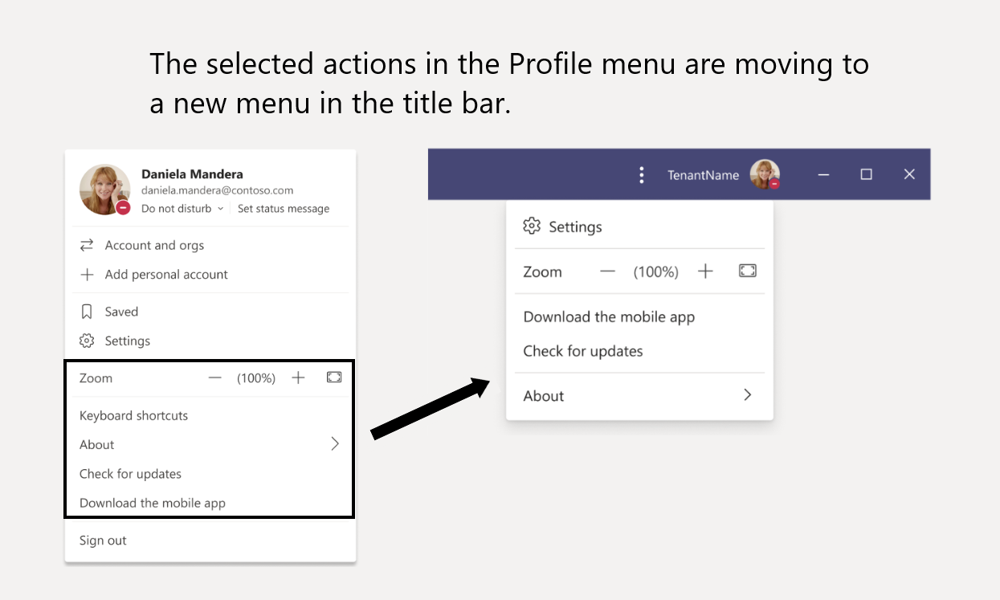 The selected actions in the Profile menu are moving to
a new menu in the title bar.
Daniela Mandera
daniela.mandera@contoso.com
Do not disturb
Set status message
Account and orgs
Add personal account
Saved
Settings
Zoom (100%)
Keyboard shortcuts
About
Check for updates
Download the mobile app
Sign out
TenantName
Settings
Zoom (100%)
Download the mobile app
Check for updates
About